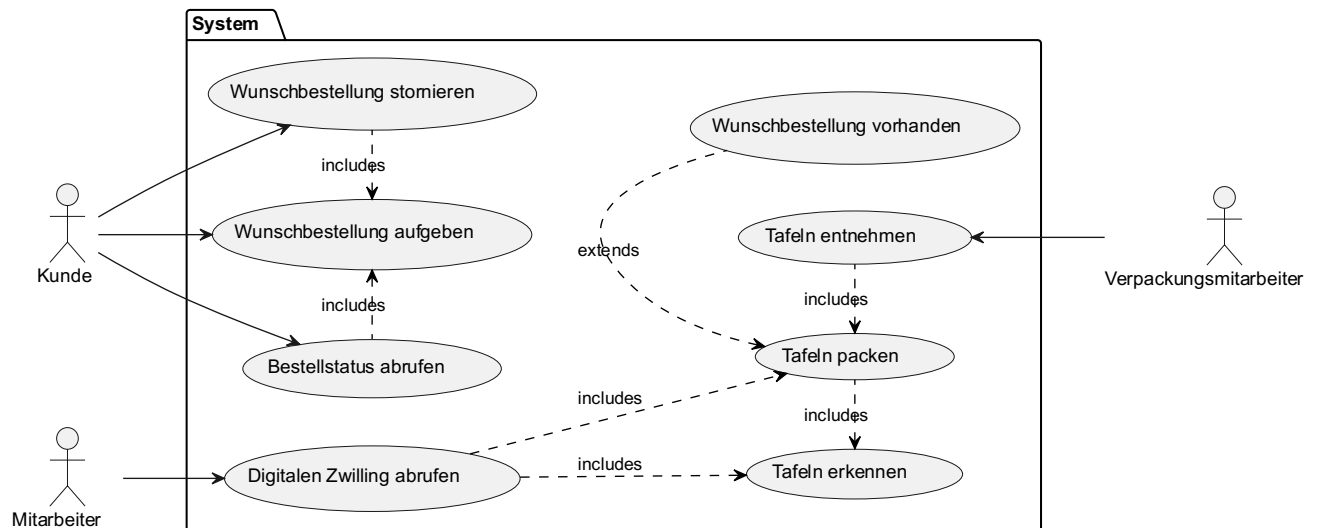 System
Wunschbestellung stornieren
Wunschbestellung vorhanden
includes
Wunschbestellung aufgeben
Tafeln entnehmen
extends
Kunde
Verpackungsmitarbeiter
includes
includes
Tafeln packen
Bestellstatus abrufen
includes
includes
includes
Tafeln erkennen
Digitalen Zwilling abrufen
Mitarbeiter